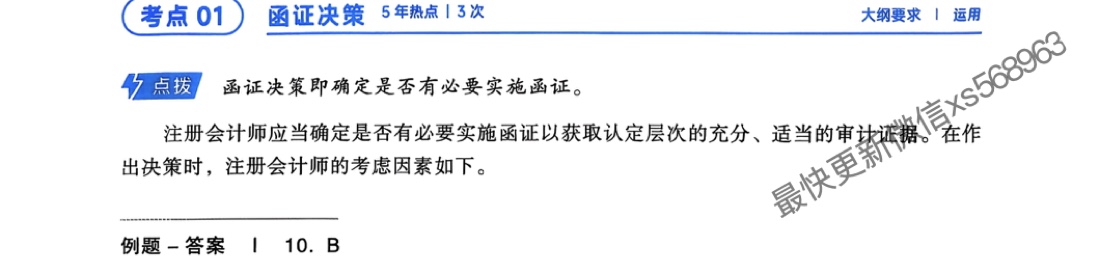 考点 01 函证决策 5年热点 | 3次 大纲要求 | 运用
点拨 函证决策即确定是否有必要实施函证。
注册会计师应当确定是否有必要实施函证以获取认定层次的充分、适当的审计证据。在作
出决策时，注册会计师的考虑因素如下。
最快更新微信xs568963
例题 – 答案 | 10. B